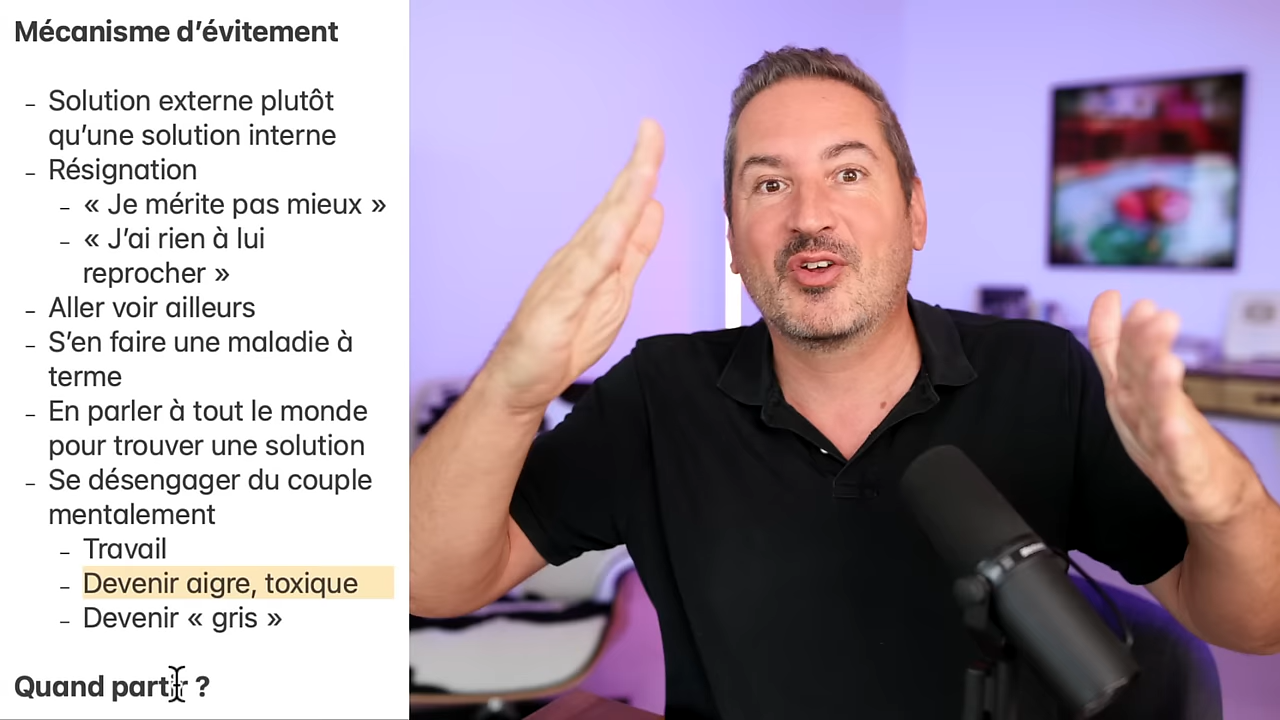 Mécanisme d’évitement
– Solution externe plutôt
qu’une solution interne
– Résignation
– « Je mérite pas mieux »
– « J’ai rien à lui
reprocher »
– Aller voir ailleurs
– S’en faire une maladie à
terme
– En parler à tout le monde
pour trouver une solution
– Se désengager du couple
mentalement
– Travail
– Devenir aigre, toxique
– Devenir « gris »
Quand partir ?